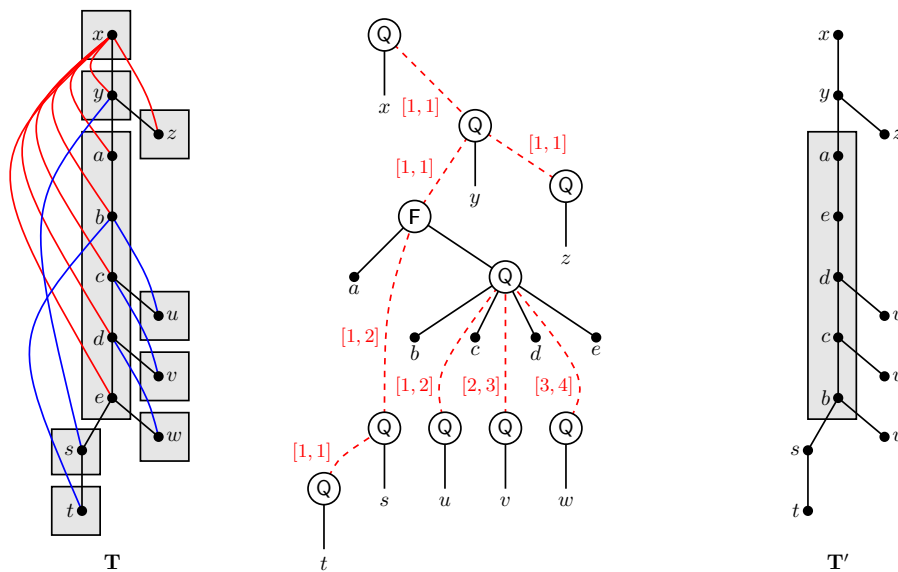 x
y
z
a
b
c
u
d
v
e
w
s
t
T
Q
x
[1, 1]
Q
[1, 1]
[1, 1]
y
Q
F
z
a
Q
b
c
d
e
[1, 2]
[1, 2]
[2, 3]
[3, 4]
[1, 1]
Q
Q
Q
Q
Q
s
u
v
w
t
x
y
z
a
e
d
c
b
s
t
T′